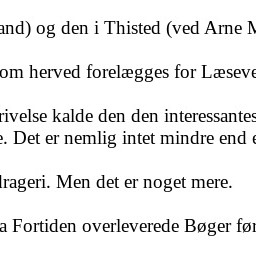 and) og den i Thisted (ved Arne M
om herved forelægges for Læseve
rivelse kalde den den interessantes
e. Det er nemlig intet mindre end e
drageri. Men det er noget mere.
a Fortiden overleverede Bøger før